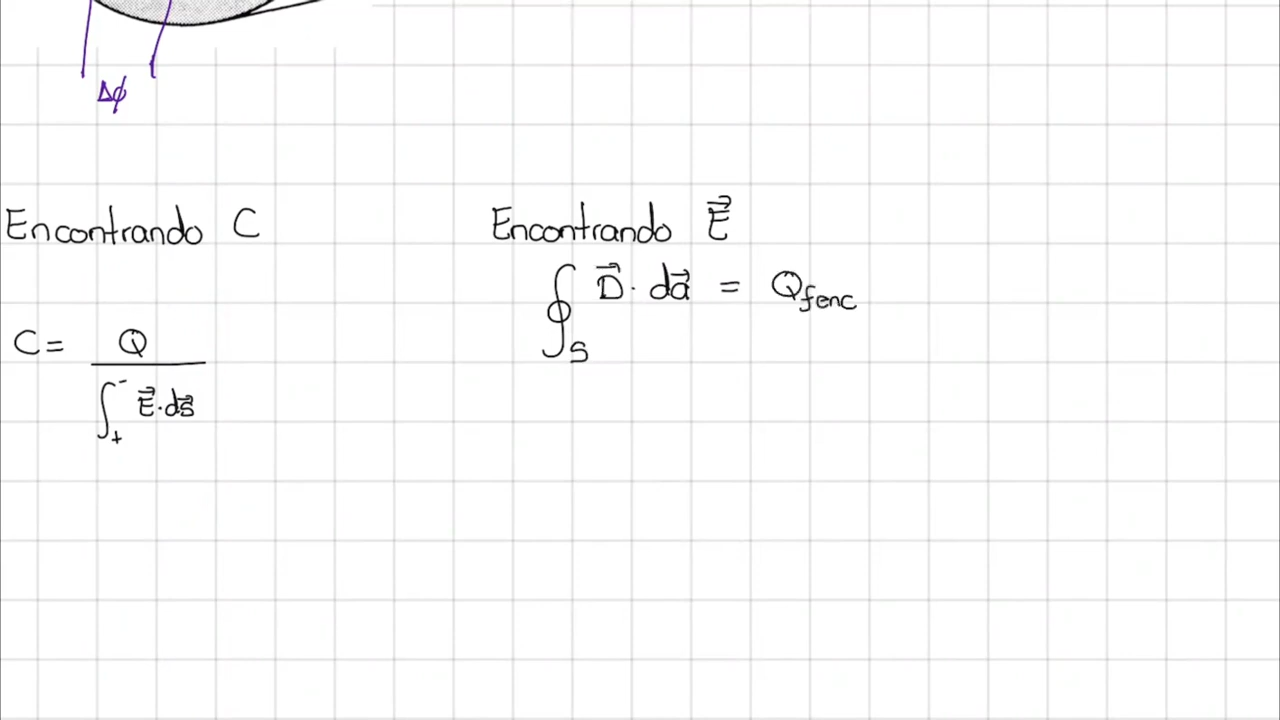 Δϕ
Encontrando C
C = Q / ∫₊⁻ E⃗ · ds⃗
Encontrando E⃗
∮_S D⃗ · da⃗ = Q_fenc